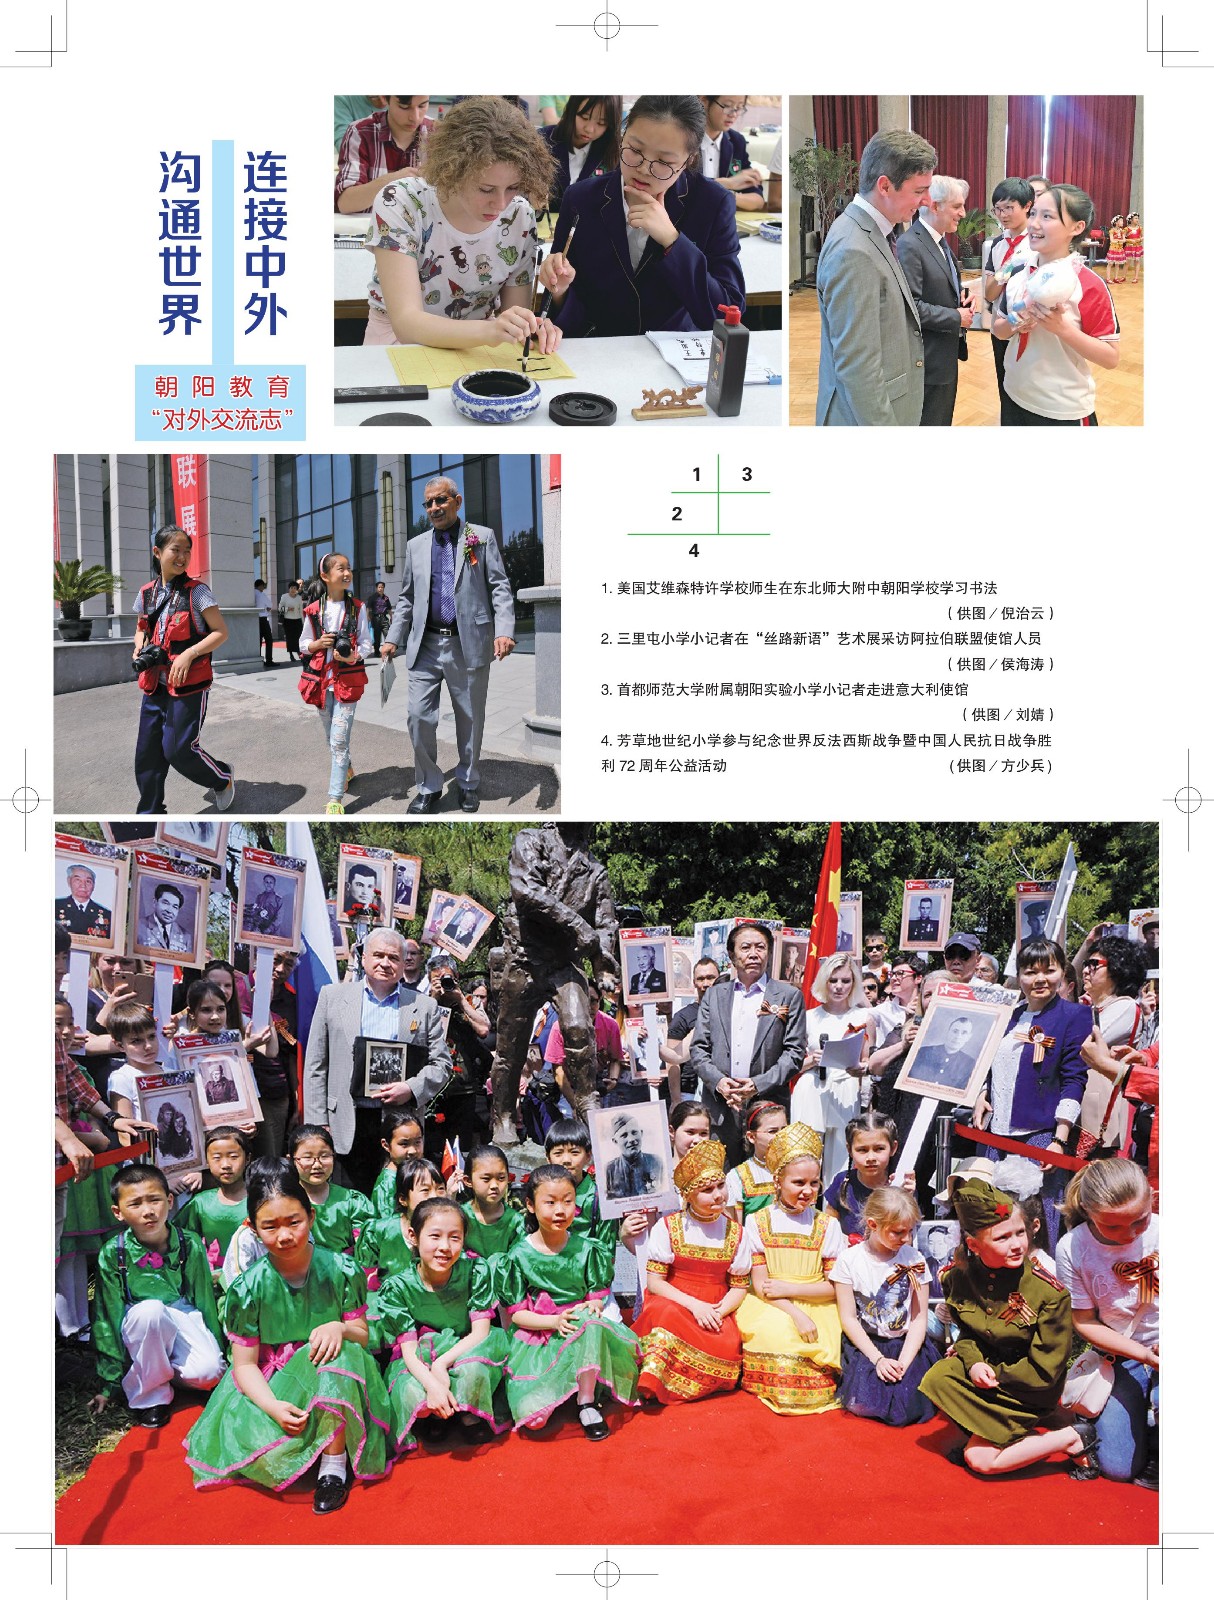 连接中外
沟通世界
朝阳教育
“对外交流志”
联展
1 3
2
4
1. 美国艾维森特许学校师生在东北师大附中朝阳学校学习书法
（供图／倪治云）
2. 三里屯小学小记者在“丝路新语”艺术展采访阿拉伯联盟使馆人员
（供图／侯海涛）
3. 首都师范大学附属朝阳实验小学小记者走进意大利使馆
（供图／刘婧）
4. 芳草地世纪小学参与纪念世界反法西斯战争暨中国人民抗日战争胜
利 72 周年公益活动 （供图／方少兵）